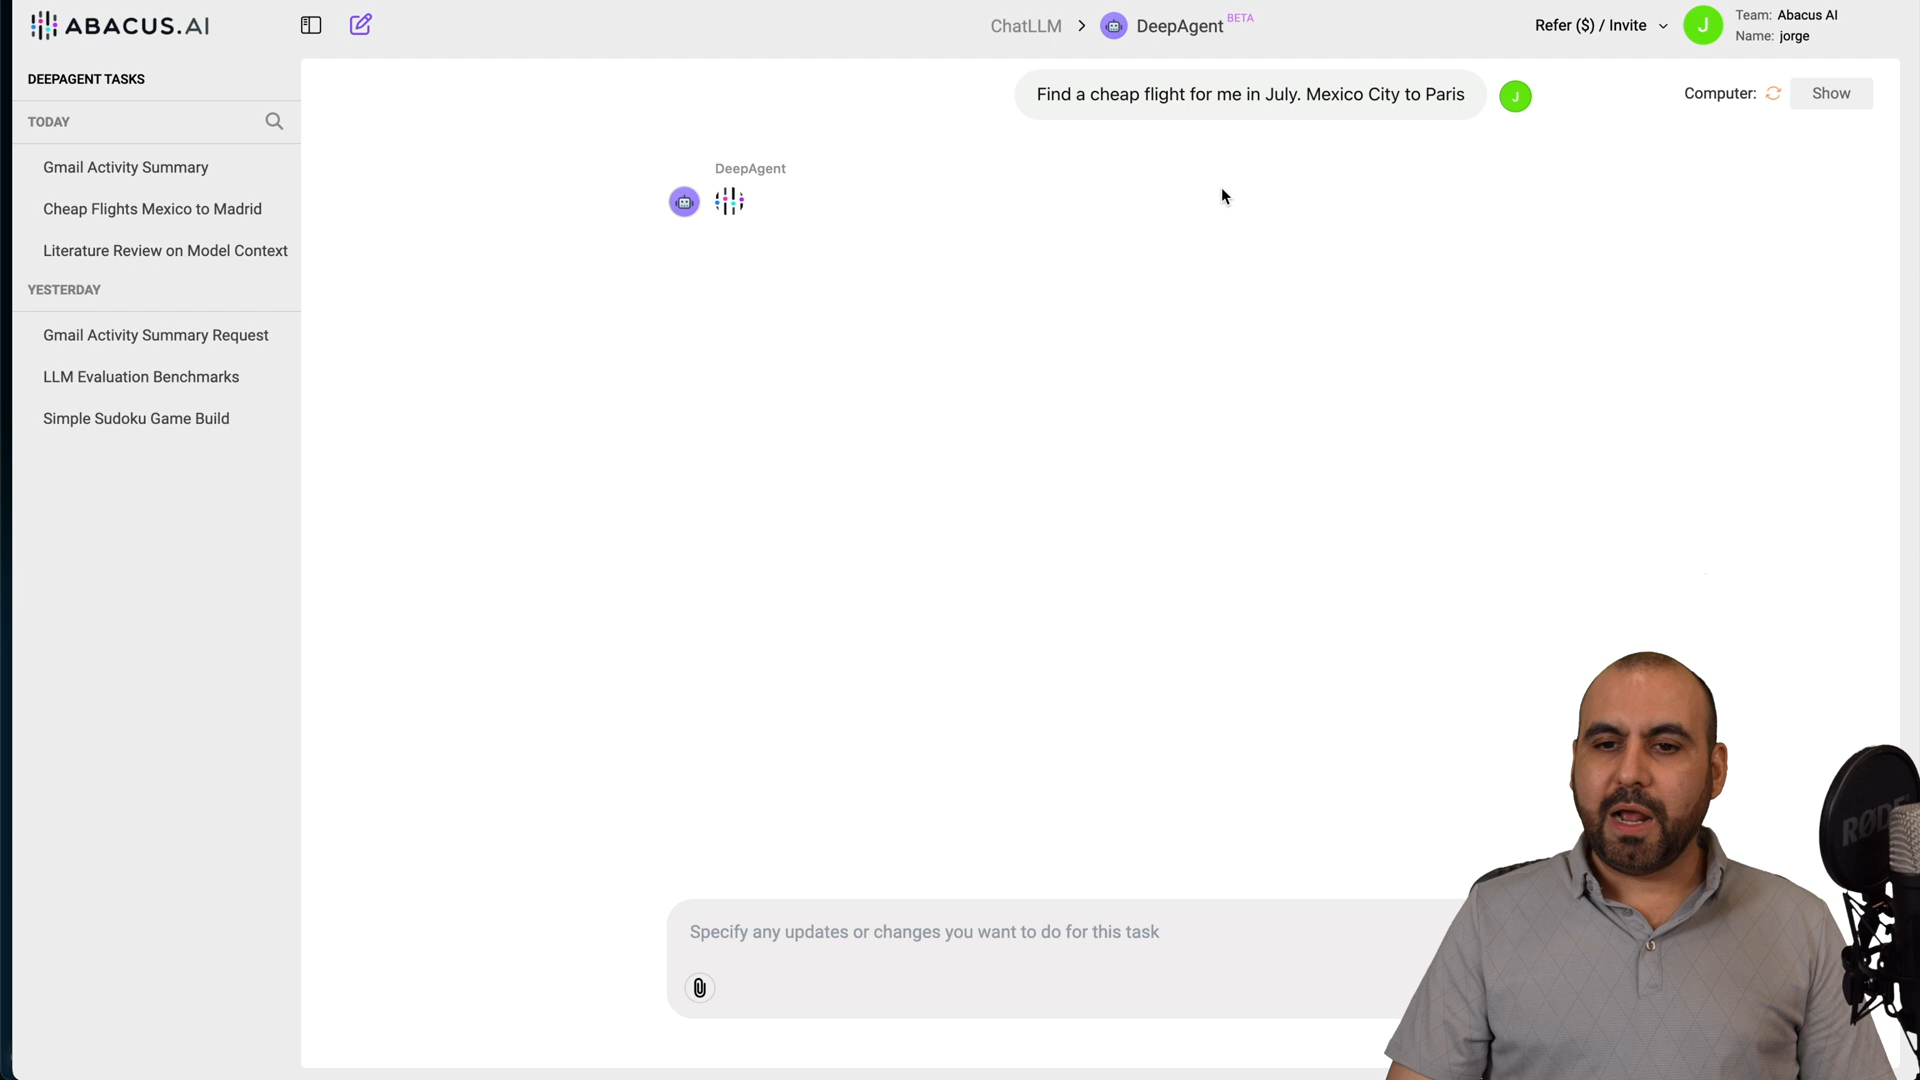 ABACUS.AI
ChatLLM > DeepAgent BETA
Refer ($) / Invite
J
Team: Abacus AI
Name: jorge
DEEPAGENT TASKS
TODAY
Gmail Activity Summary
Cheap Flights Mexico to Madrid
Literature Review on Model Context
YESTERDAY
Gmail Activity Summary Request
LLM Evaluation Benchmarks
Simple Sudoku Game Build
Find a cheap flight for me in July. Mexico City to Paris
J
Computer:
Show
DeepAgent
Specify any updates or changes you want to do for this task
RØDE